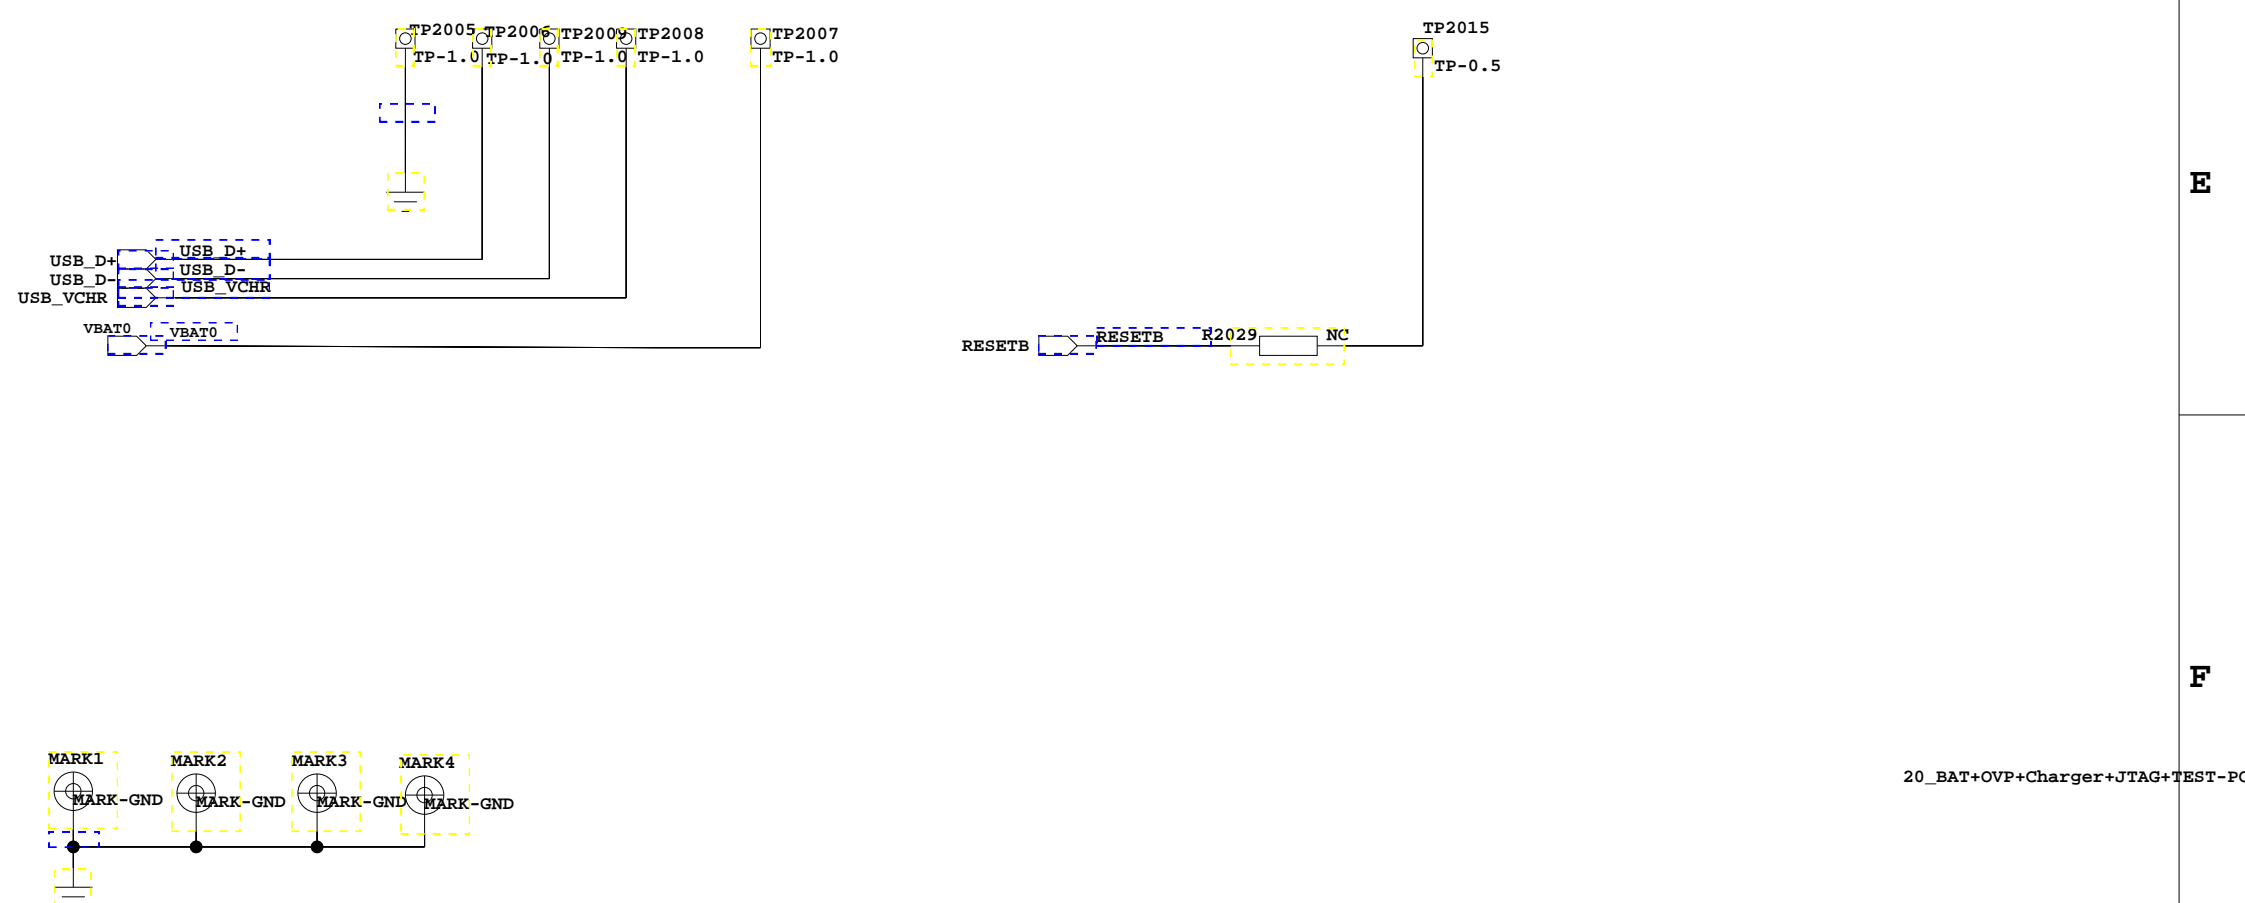 TP2005 TP2006 TP2009 TP2008 TP2007 TP2015
TP-1.0 TP-1.0 TP-1.0 TP-1.0 TP-1.0 TP-0.5
E
USB_D+ USB_D+
USB_D- USB_D-
USB_VCHR USB_VCHR
VBAT0 VBAT0
RESETB RESETB R2029 NC
F
MARK1 MARK2 MARK3 MARK4
MARK-GND MARK-GND MARK-GND MARK-GND
20_BAT+OVP+Charger+JTAG+TEST-PO